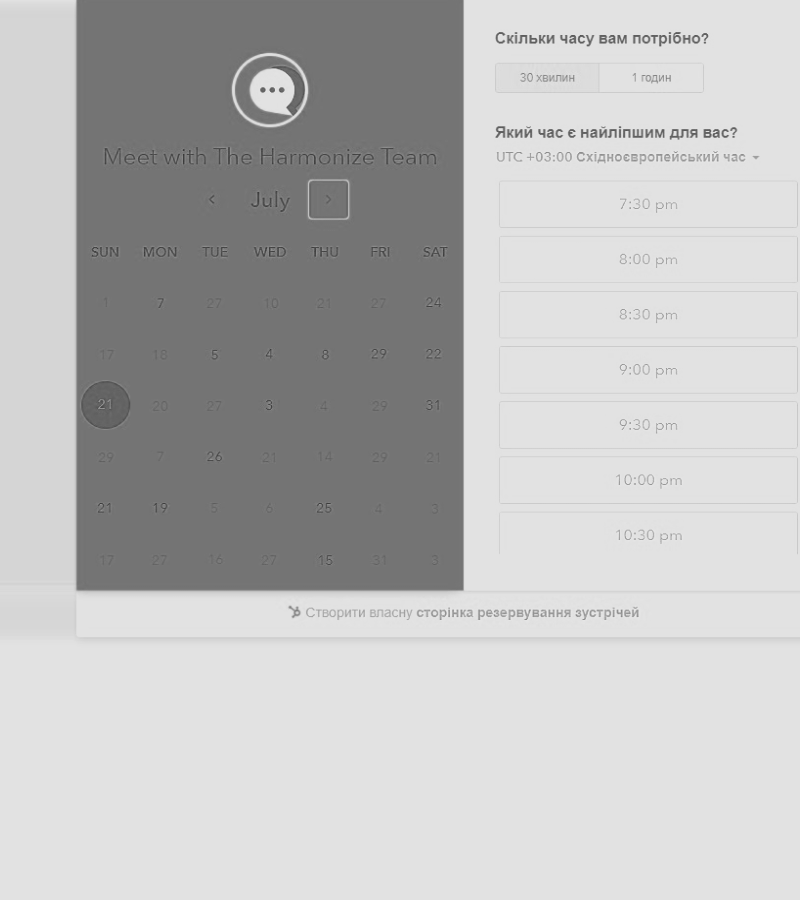 Meet with The Harmonize Team
July
SUN MON TUE WED THU FRI SAT
1 7 27 10 21 27 24
17 18 5 4 8 29 22
21 20 27 3 4 29 31
29 7 26 21 14 29 21
21 19 5 6 25 4 3
17 27 16 27 15 31 3
Скільки часу вам потрібно?
30 хвилин 1 годин
Який час є найліпшим для вас?
UTC +03:00 Східноєвропейський час
7:30 pm
8:00 pm
8:30 pm
9:00 pm
9:30 pm
10:00 pm
10:30 pm
Створити власну сторінка резервування зустрічей